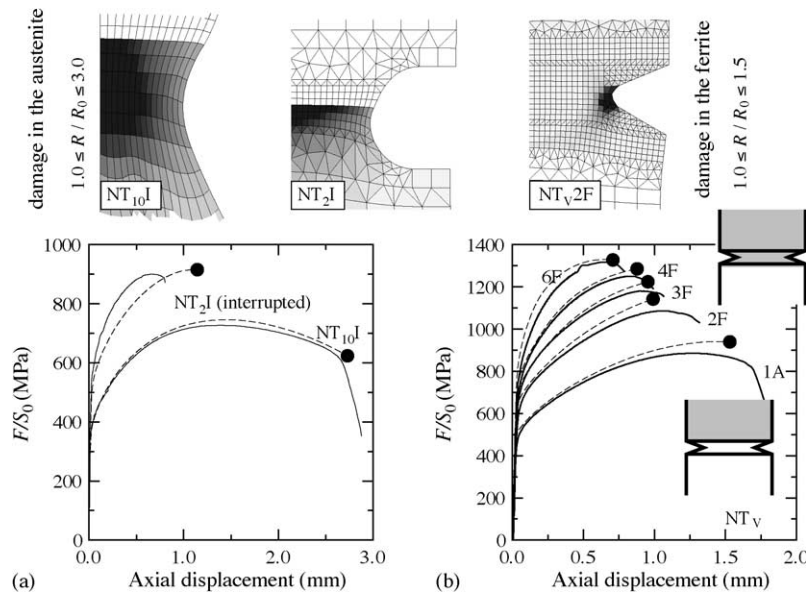 damage in the austenite
1.0 ≤ R / R₀ ≤ 3.0
NT₁₀I
NT₂I
NTᵥ2F
damage in the ferrite
1.0 ≤ R / R₀ ≤ 1.5
F/S₀ (MPa)
1000
800
600
400
200
0
NT₂I (interrupted)
NT₁₀I
0.0
1.0
2.0
3.0
(a)
Axial displacement (mm)
F/S₀ (MPa)
1400
1200
1000
800
600
400
200
0
6F
4F
3F
2F
1A
NTᵥ
0.0
0.5
1.0
1.5
2.0
(b)
Axial displacement (mm)